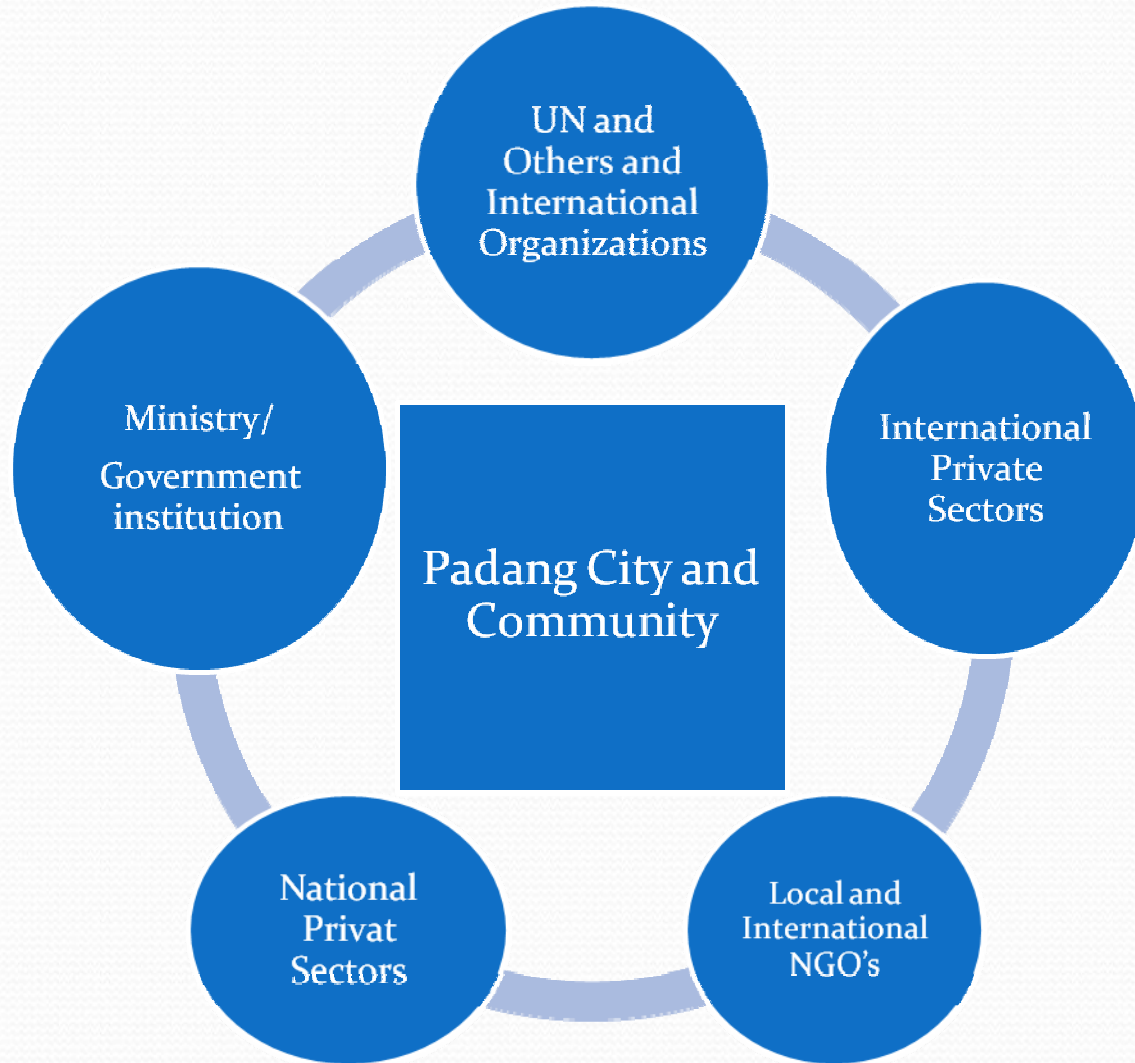 UN and
Others and
International
Organizations
Ministry/
Government
institution
International
Private
Sectors
Padang City and
Community
National
Privat
Sectors
Local and
International
NGO's